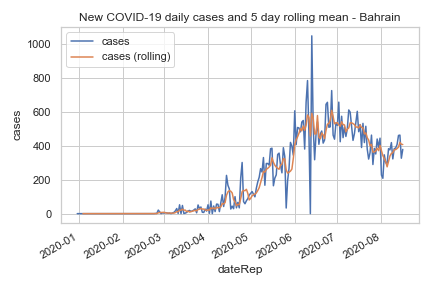 New COVID-19 daily cases and 5 day rolling mean - Bahrain
cases
cases (rolling)
1000
800
600
400
200
0
cases
2020-01
2020-02
2020-03
2020-04
2020-05
2020-06
2020-07
2020-08
dateRep